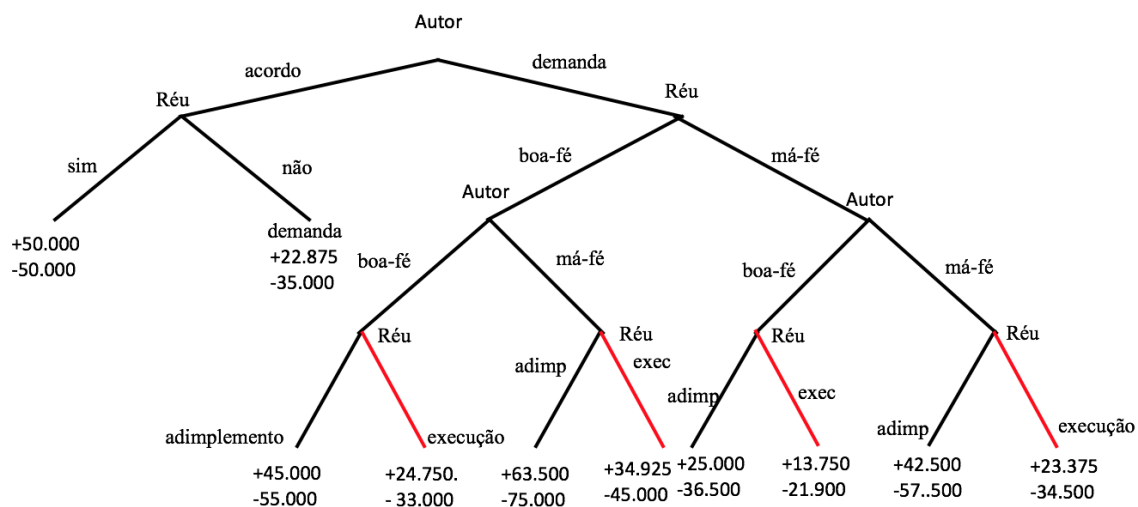 Autor
acordo
demanda
Réu
Réu
sim
não
boa-fé
má-fé
Autor
Autor
+50.000
-50.000
demanda
+22.875
-35.000
boa-fé
má-fé
boa-fé
má-fé
Réu
Réu
Réu
Réu
adimp
exec
adimp
exec
adimplemento
execução
adimp
execução
+45.000
-55.000
+24.750.
-33.000
+63.500
-75.000
+34.925
-45.000
+25.000
-36.500
+13.750
-21.900
+42.500
-57..500
+23.375
-34.500